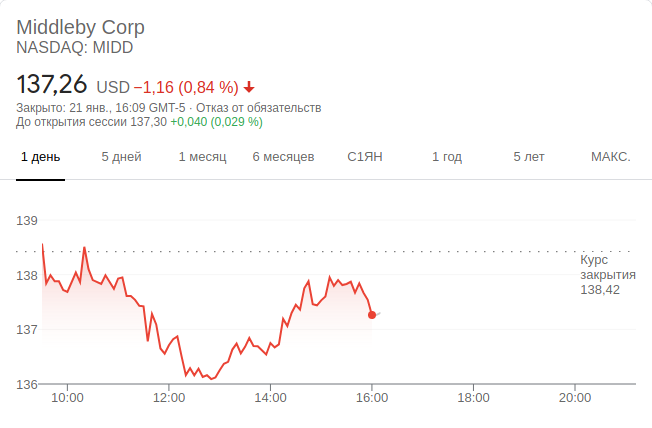 Middleby Corp
NASDAQ: MIDD
137,26 USD −1,16 (0,84 %)
Закрыто: 21 янв., 16:09 GMT-5 · Отказ от обязательств
До открытия сессии 137,30 +0,040 (0,029 %)
1 день 5 дней 1 месяц 6 месяцев С1ЯН 1 год 5 лет МАКС.
139
138
137
136
Курс
закрытия
138,42
10:00 12:00 14:00 16:00 18:00 20:00